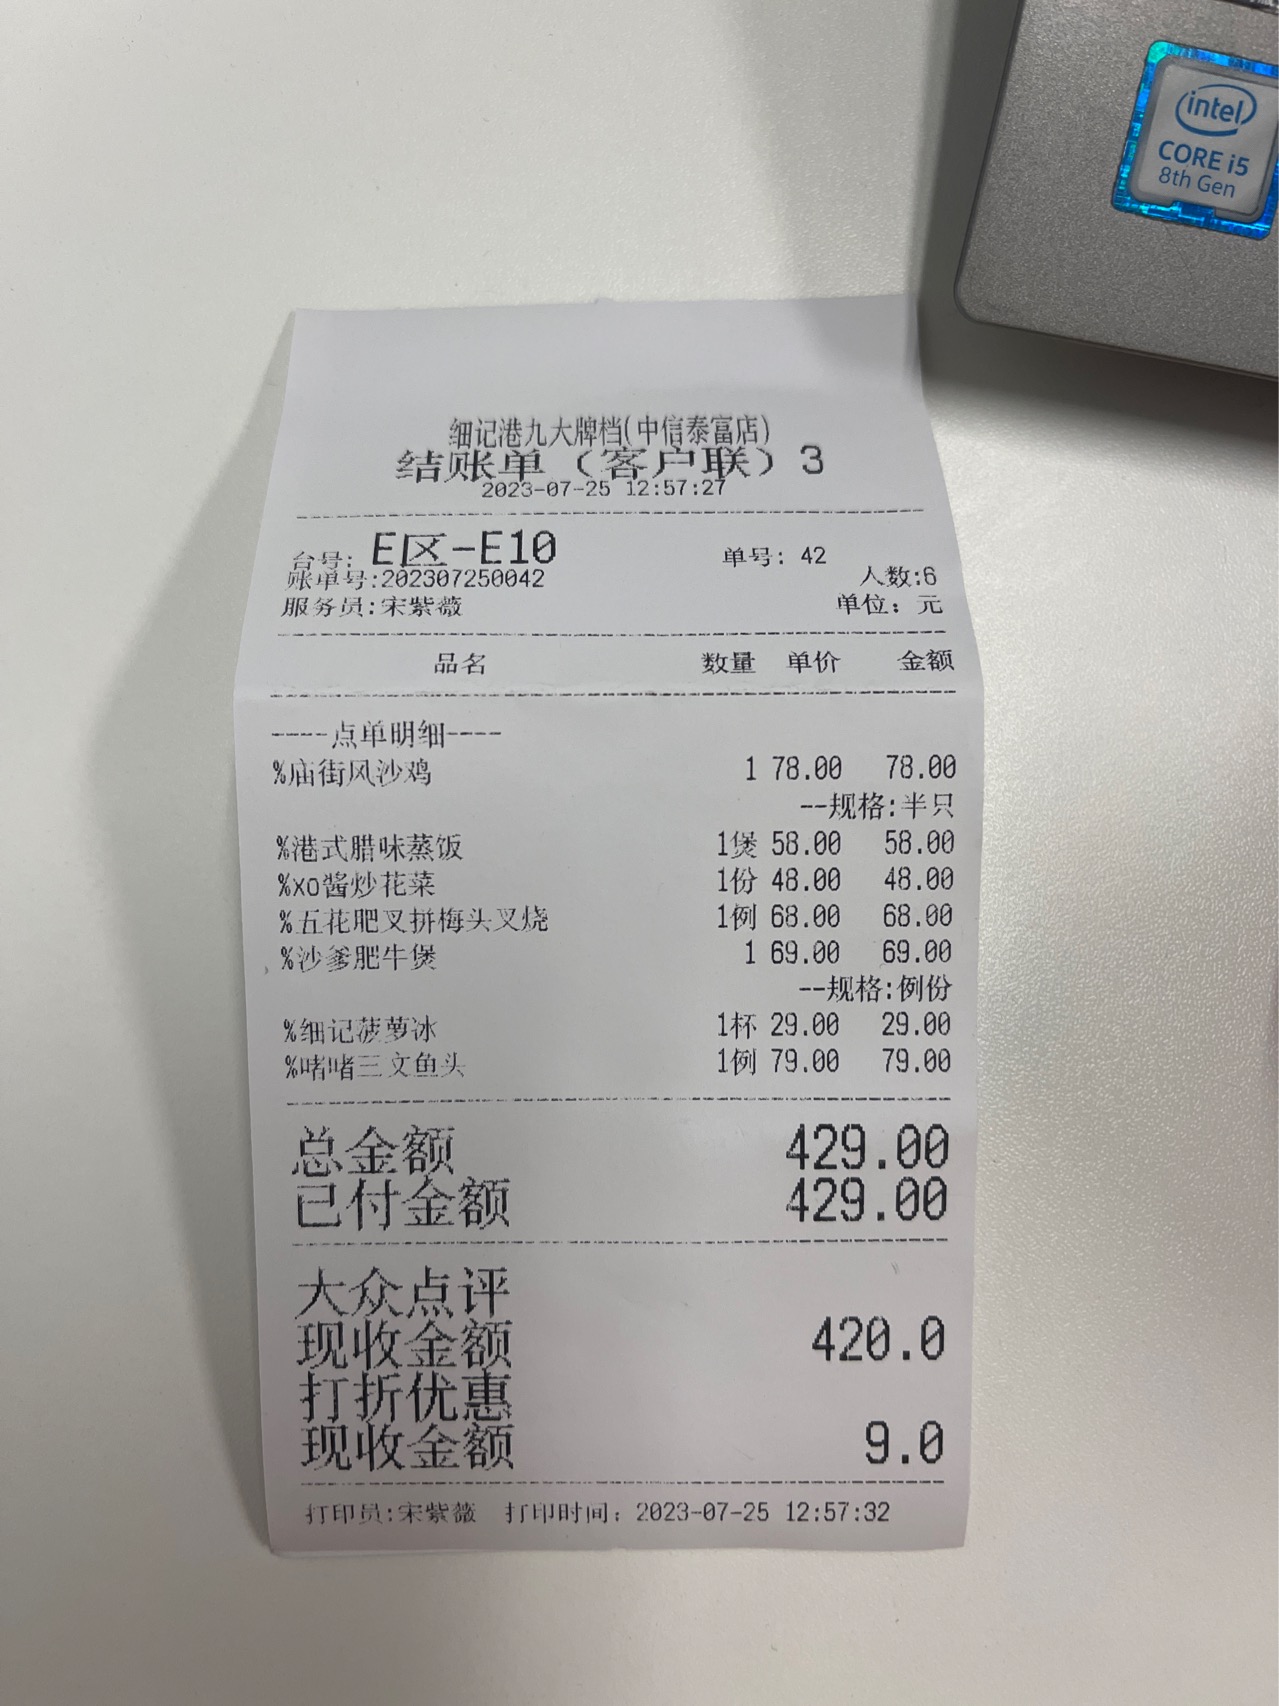 intel
CORE i5
8th Gen
细记港九大牌档(中信泰富店)
结账单（客户联）3
2023-07-25 12:57:27
台号: E区-E10 单号: 42
账单号:202307250042 人数:6
服务员:宋紫薇 单位: 元
品名 数量 单价 金额
----点单明细----
%庙街风沙鸡 1 78.00 78.00
--规格:半只
%港式腊味蒸饭 1煲 58.00 58.00
%xo酱炒花菜 1份 48.00 48.00
%五花肥叉拼梅头叉烧 1例 68.00 68.00
%沙爹肥牛煲 1 69.00 69.00
--规格:例份
%细记菠萝冰 1杯 29.00 29.00
%啫啫三文鱼头 1例 79.00 79.00
总金额 429.00
已付金额 429.00
大众点评
现收金额 420.0
打折优惠
现收金额 9.0
打印员:宋紫薇 打印时间: 2023-07-25 12:57:32